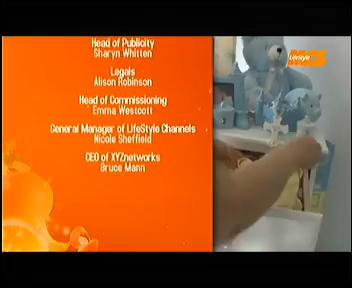 Head of Publicity
Sharyn Whitten
Legals
Alison Robinson
Head of Commissioning
Emma Westcott
General Manager of LifeStyle Channels
Nicole Sheffield
CEO of XYZnetworks
Bruce Mann
LifeStyle